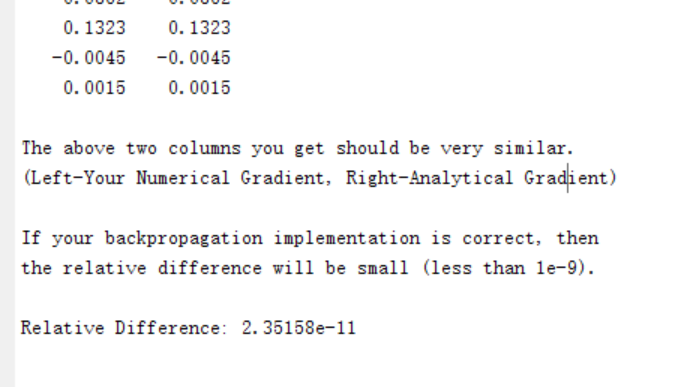 0.1323 0.1323
-0.0045 -0.0045
0.0015 0.0015
The above two columns you get should be very similar.
(Left-Your Numerical Gradient, Right-Analytical Gradient)
If your backpropagation implementation is correct, then
the relative difference will be small (less than 1e-9).
Relative Difference: 2.35158e-11